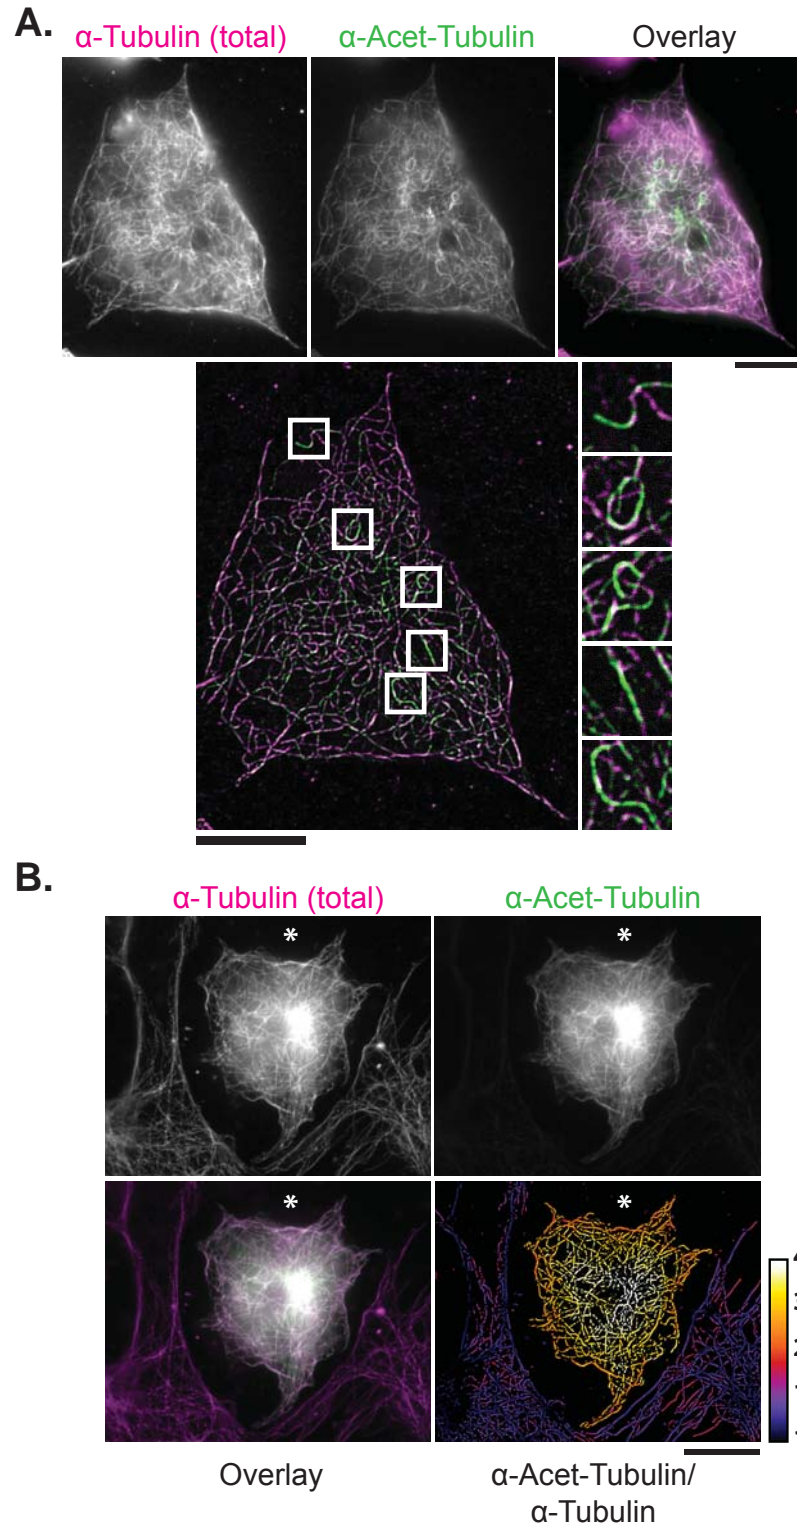 A.
α-Tubulin (total) α-Acet-Tubulin Overlay
B.
α-Tubulin (total) α-Acet-Tubulin
* *
* *
Overlay α-Acet-Tubulin/
α-Tubulin